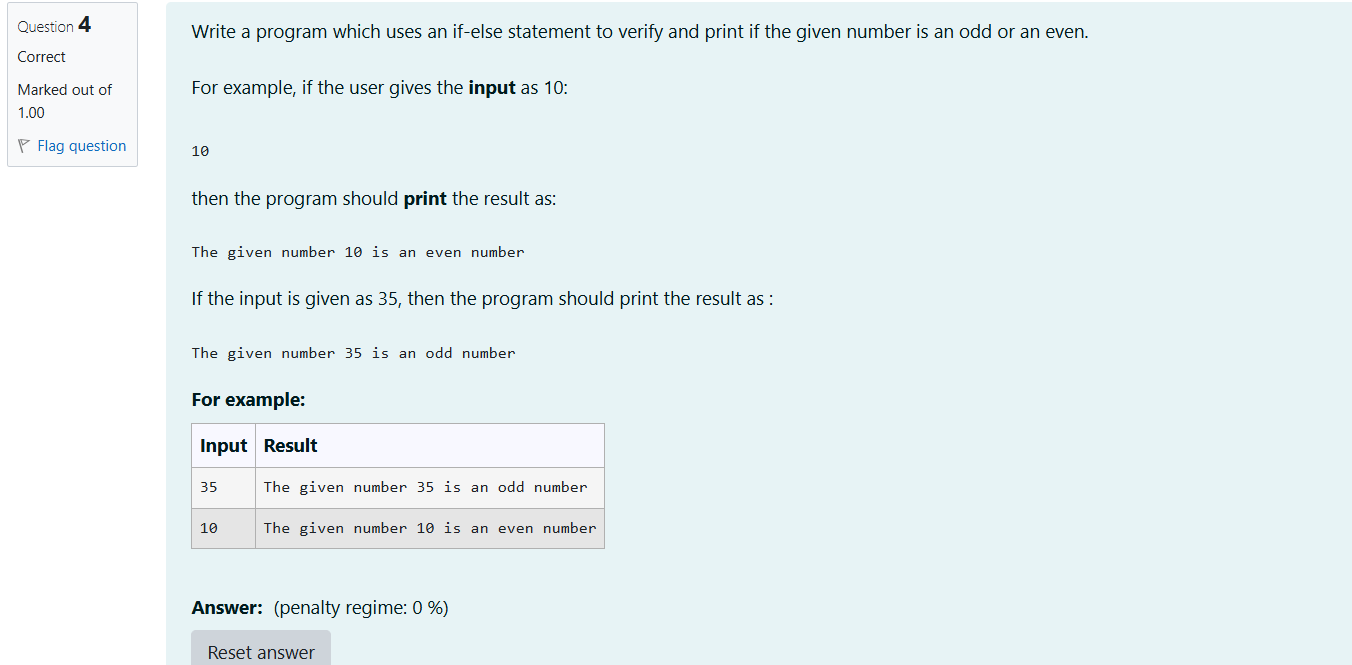 Question 4
Correct
Marked out of
1.00
Flag question
Write a program which uses an if-else statement to verify and print if the given number is an odd or an even.
For example, if the user gives the input as 10:
10
then the program should print the result as:
The given number 10 is an even number
If the input is given as 35, then the program should print the result as :
The given number 35 is an odd number
For example:
Input Result
35 The given number 35 is an odd number
10 The given number 10 is an even number
Answer: (penalty regime: 0 %)
Reset answer